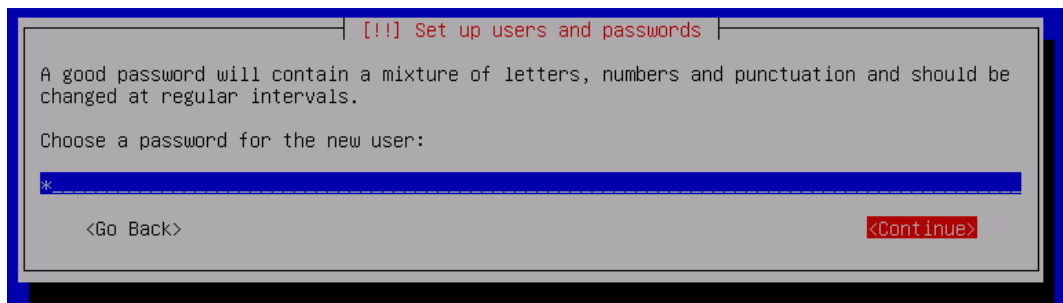 [!!] Set up users and passwords
A good password will contain a mixture of letters, numbers and punctuation and should be
changed at regular intervals.
Choose a password for the new user:
*
<Go Back> <Continue>